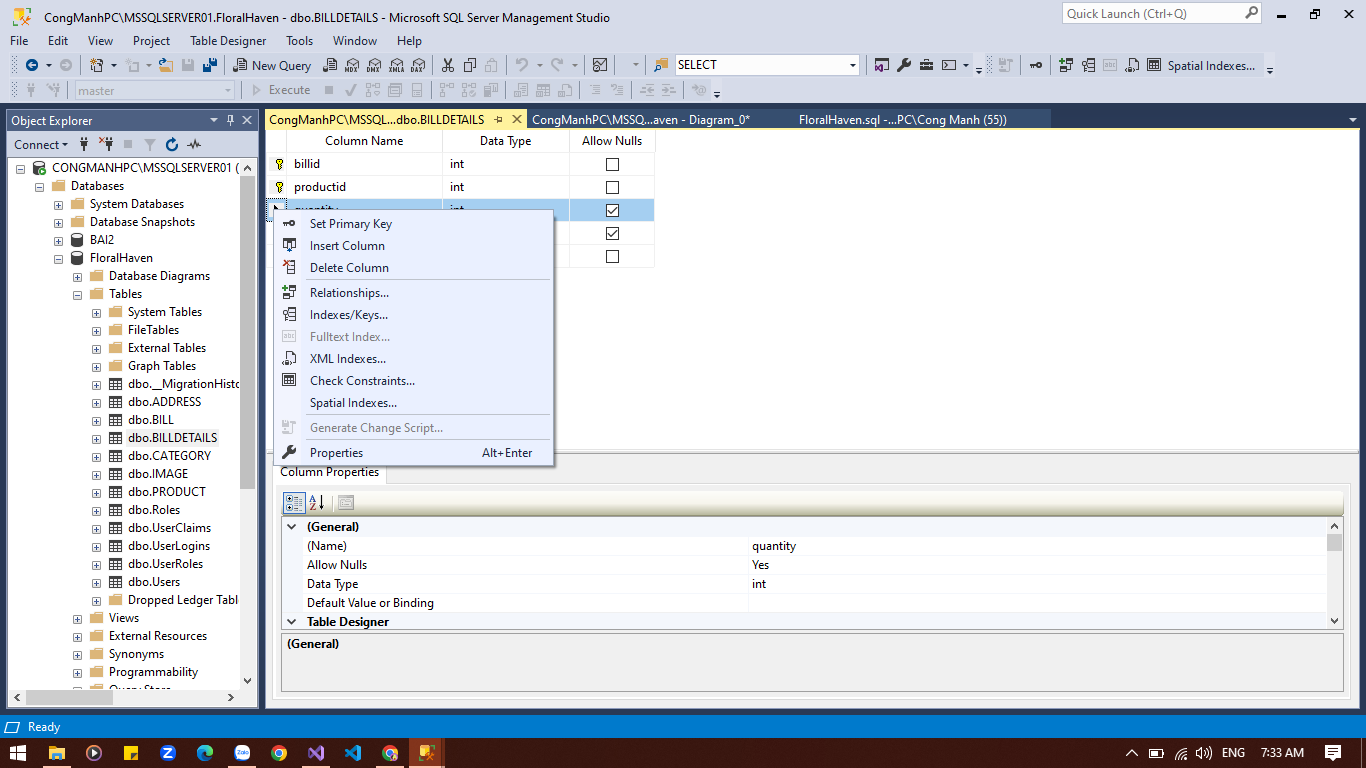 CongManhPC\MSSQLSERVER01.FloralHaven - dbo.BILLDETAILS - Microsoft SQL Server Management Studio
Quick Launch (Ctrl+Q)
File Edit View Project Table Designer Tools Window Help
New Query
MDX DMX XMLA DAX
SELECT
Spatial Indexes...
master
Execute
Object Explorer
Connect
CONGMANHPC\MSSQLSERVER01 (
Databases
System Databases
Database Snapshots
BAI2
FloralHaven
Database Diagrams
Tables
System Tables
FileTables
External Tables
Graph Tables
dbo.__MigrationHisto
dbo.ADDRESS
dbo.BILL
dbo.BILLDETAILS
dbo.CATEGORY
dbo.IMAGE
dbo.PRODUCT
dbo.Roles
dbo.UserClaims
dbo.UserLogins
dbo.UserRoles
dbo.Users
Dropped Ledger Tabl
Views
External Resources
Synonyms
Programmability
Query Store
CongManhPC\MSSQL...dbo.BILLDETAILS
CongManhPC\MSSQ...aven - Diagram_0*
FloralHaven.sql -...PC\Cong Manh (55))
Column Name Data Type Allow Nulls
billid int
productid int
quantity int
Set Primary Key
Insert Column
Delete Column
Relationships...
Indexes/Keys...
Fulltext Index...
XML Indexes...
Check Constraints...
Spatial Indexes...
Generate Change Script...
Properties Alt+Enter
Column Properties
(General)
(Name) quantity
Allow Nulls Yes
Data Type int
Default Value or Binding
Table Designer
(General)
Ready
Zalo
ENG
7:33 AM